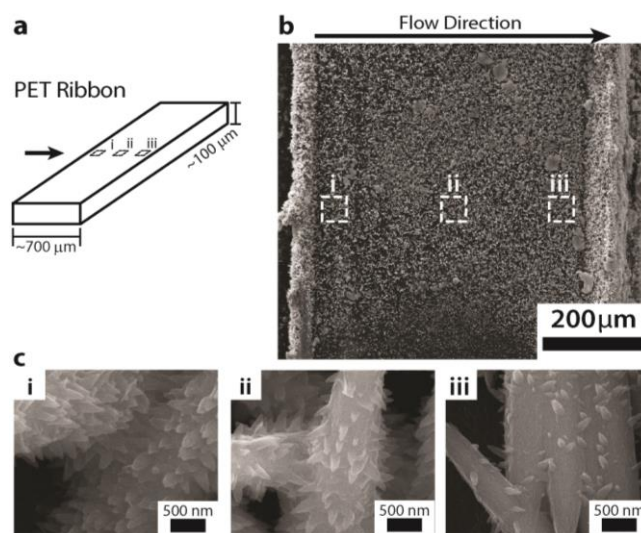 a
PET Ribbon
i
ii
iii
~100 μm
~700 μm
b
Flow Direction
i
ii
iii
200μm
c
i
500 nm
ii
500 nm
iii
500 nm